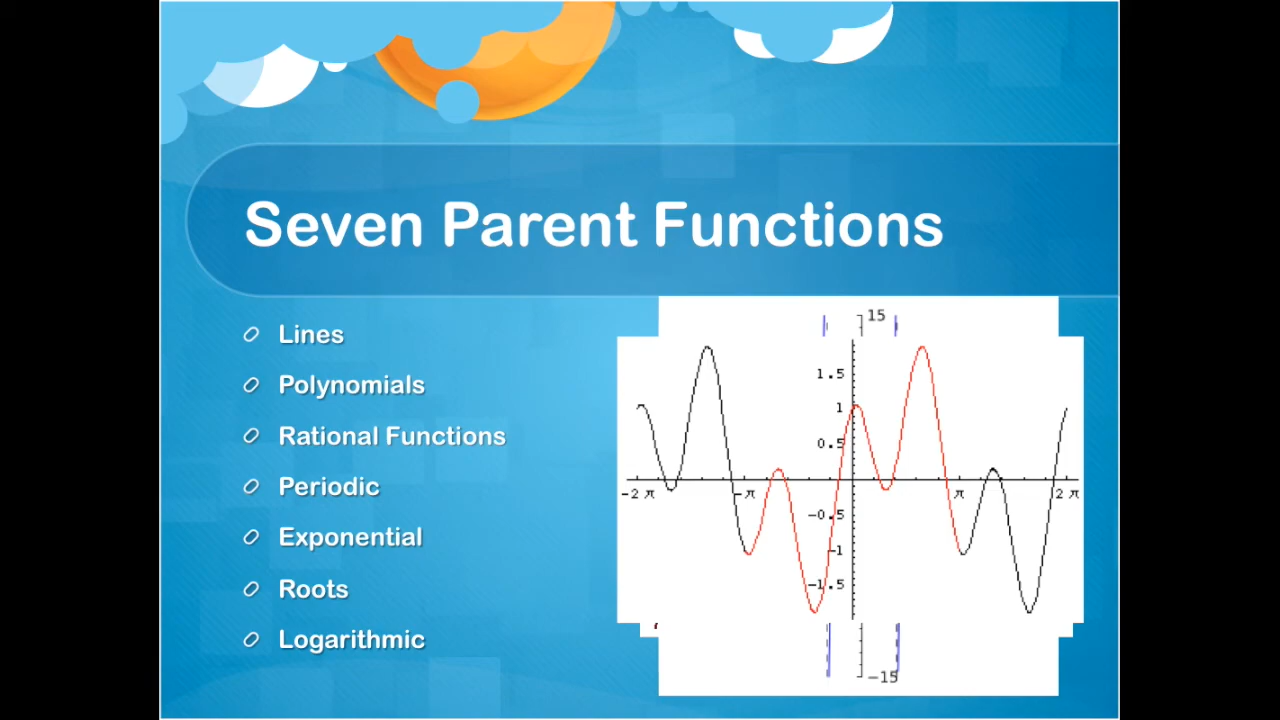 Seven Parent Functions
Lines
Polynomials
Rational Functions
Periodic
Exponential
Roots
Logarithmic
15
1.5
1
0.5
-2 π
-π
π
2 π
-0.5
-1
-1.5
-15